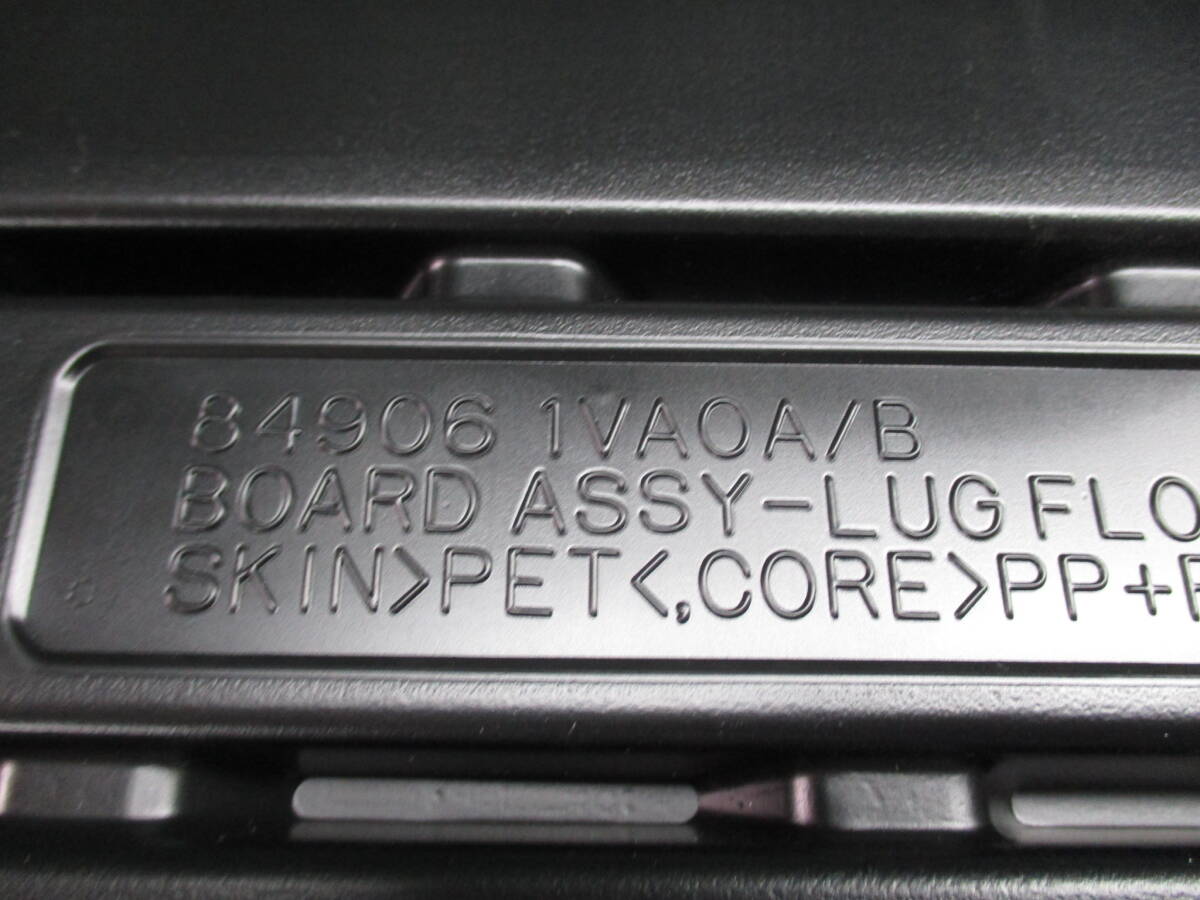 84906 1VA0A/B
BOARD ASSY-LUG FLO
SKIN>PET<,CORE>PP+P